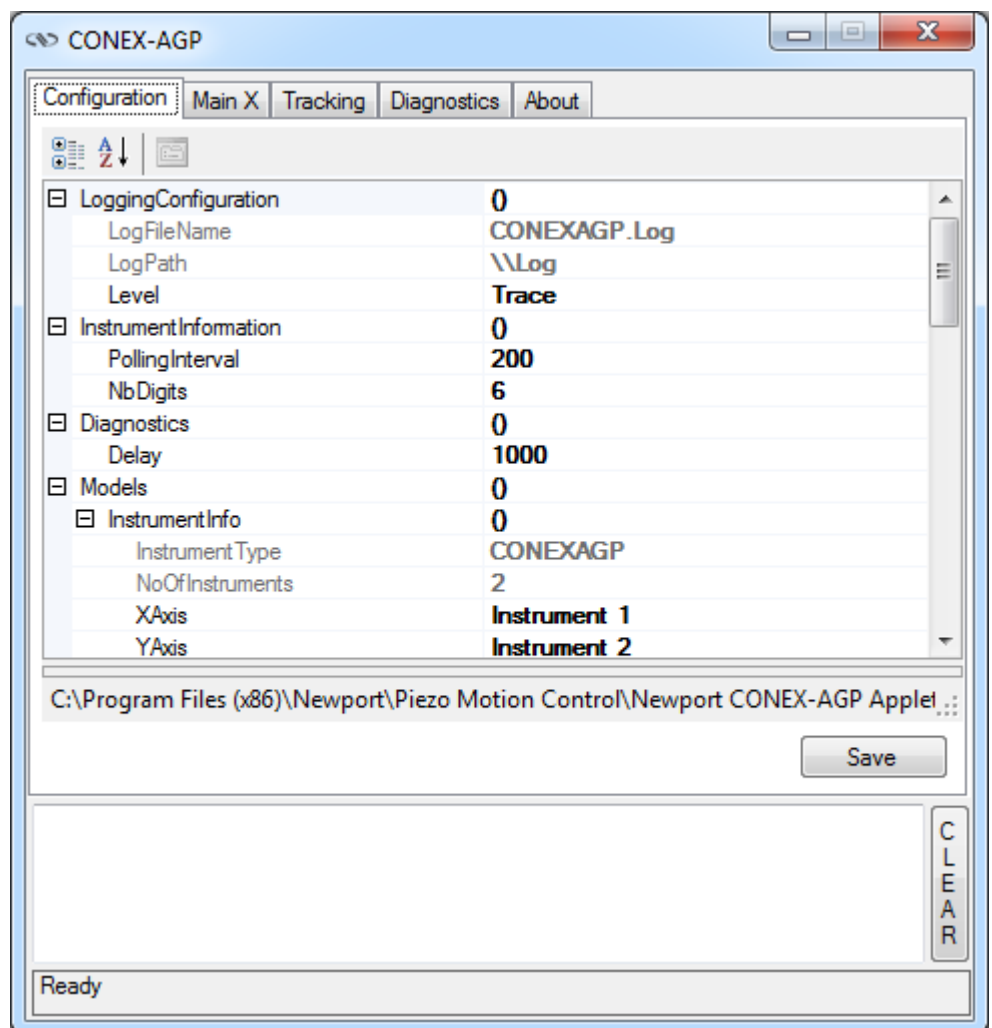 CONEX-AGP
Configuration Main X Tracking Diagnostics About
LoggingConfiguration ()
LogFileName CONEXAGP.Log
LogPath \\Log
Level Trace
InstrumentInformation ()
PollingInterval 200
NbDigits 6
Diagnostics ()
Delay 1000
Models ()
InstrumentInfo ()
InstrumentType CONEXAGP
NoOfInstruments 2
XAxis Instrument 1
YAxis Instrument 2
C:\Program Files (x86)\Newport\Piezo Motion Control\Newport CONEX-AGP Applet
Save
CLEAR
Ready